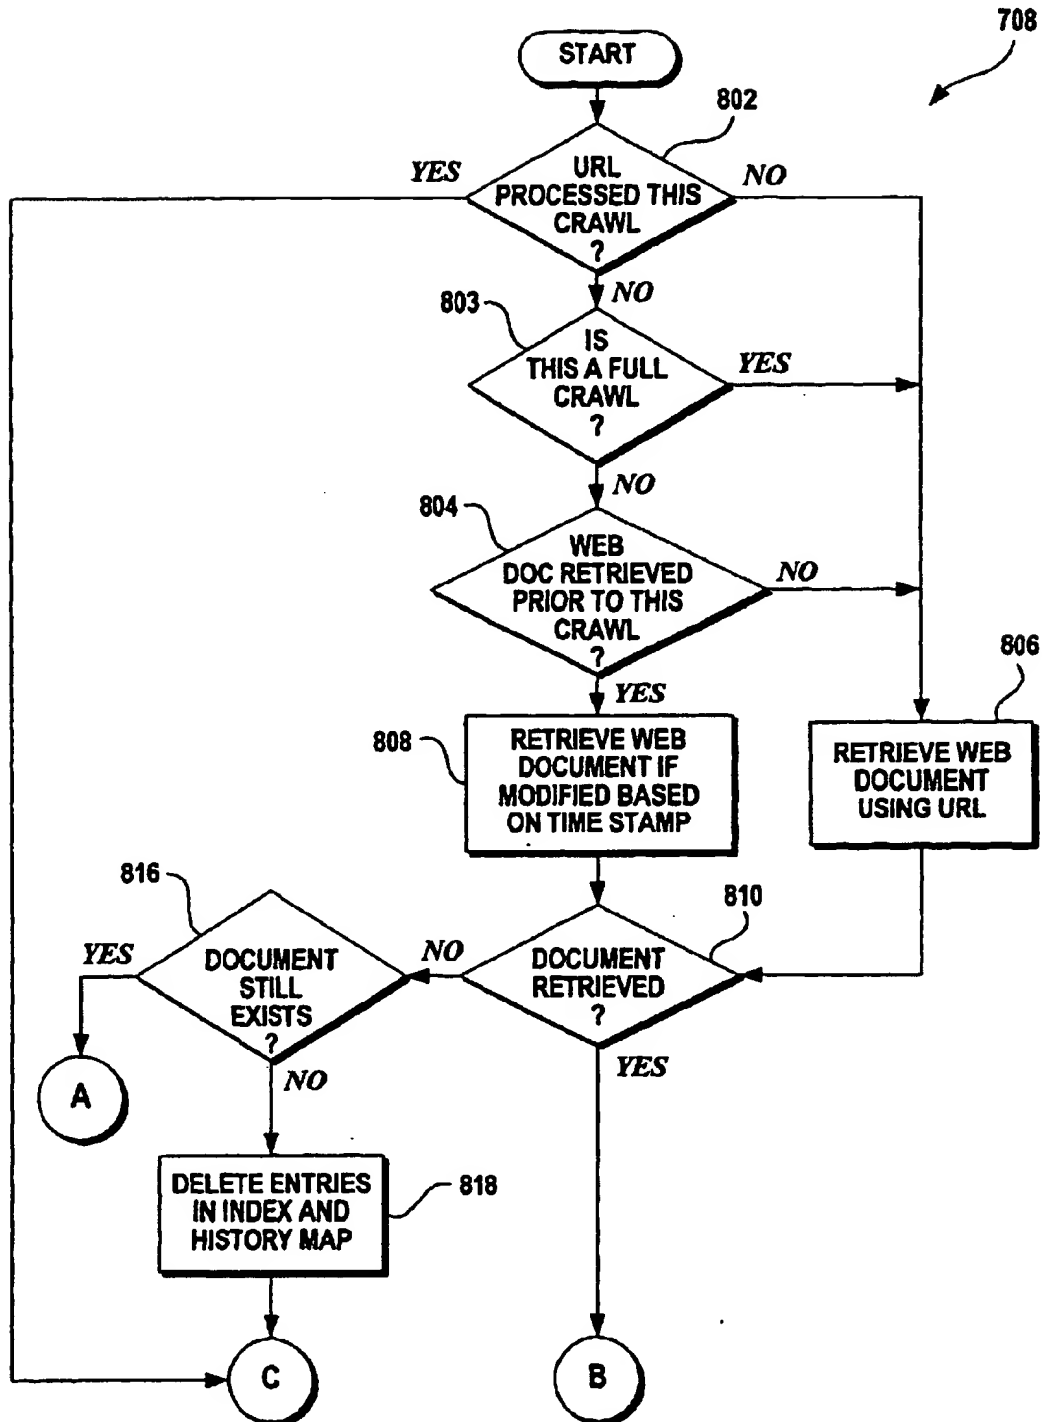 708
START
802
YES
URL
PROCESSED THIS
CRAWL
?
NO
NO
803
IS
THIS A FULL
CRAWL
?
YES
NO
804
WEB
DOC RETRIEVED
PRIOR TO THIS
CRAWL
?
NO
YES
806
808
RETRIEVE WEB
DOCUMENT IF
MODIFIED BASED
ON TIME STAMP
RETRIEVE WEB
DOCUMENT
USING URL
816
810
YES
DOCUMENT
STILL
EXISTS
?
NO
DOCUMENT
RETRIEVED
?
A
NO
YES
DELETE ENTRIES
IN INDEX AND
HISTORY MAP
818
C
B